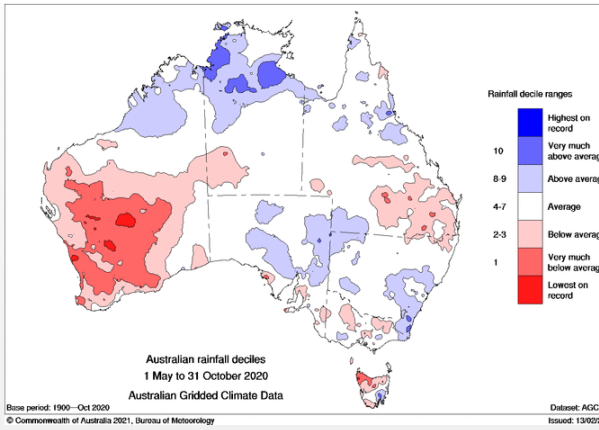 Rainfall decile ranges
Highest on
record
10
Very much
above averag
8-9
Above averag
4-7
Average
2-3
Below averag
1
Very much
below averag
Lowest on
record
Australian rainfall deciles
1 May to 31 October 2020
Australian Gridded Climate Data
Base period: 1900—Oct 2020
Dataset: AGC
© Commonwealth of Australia 2021, Bureau of Meteorology
Issued: 13/02/2